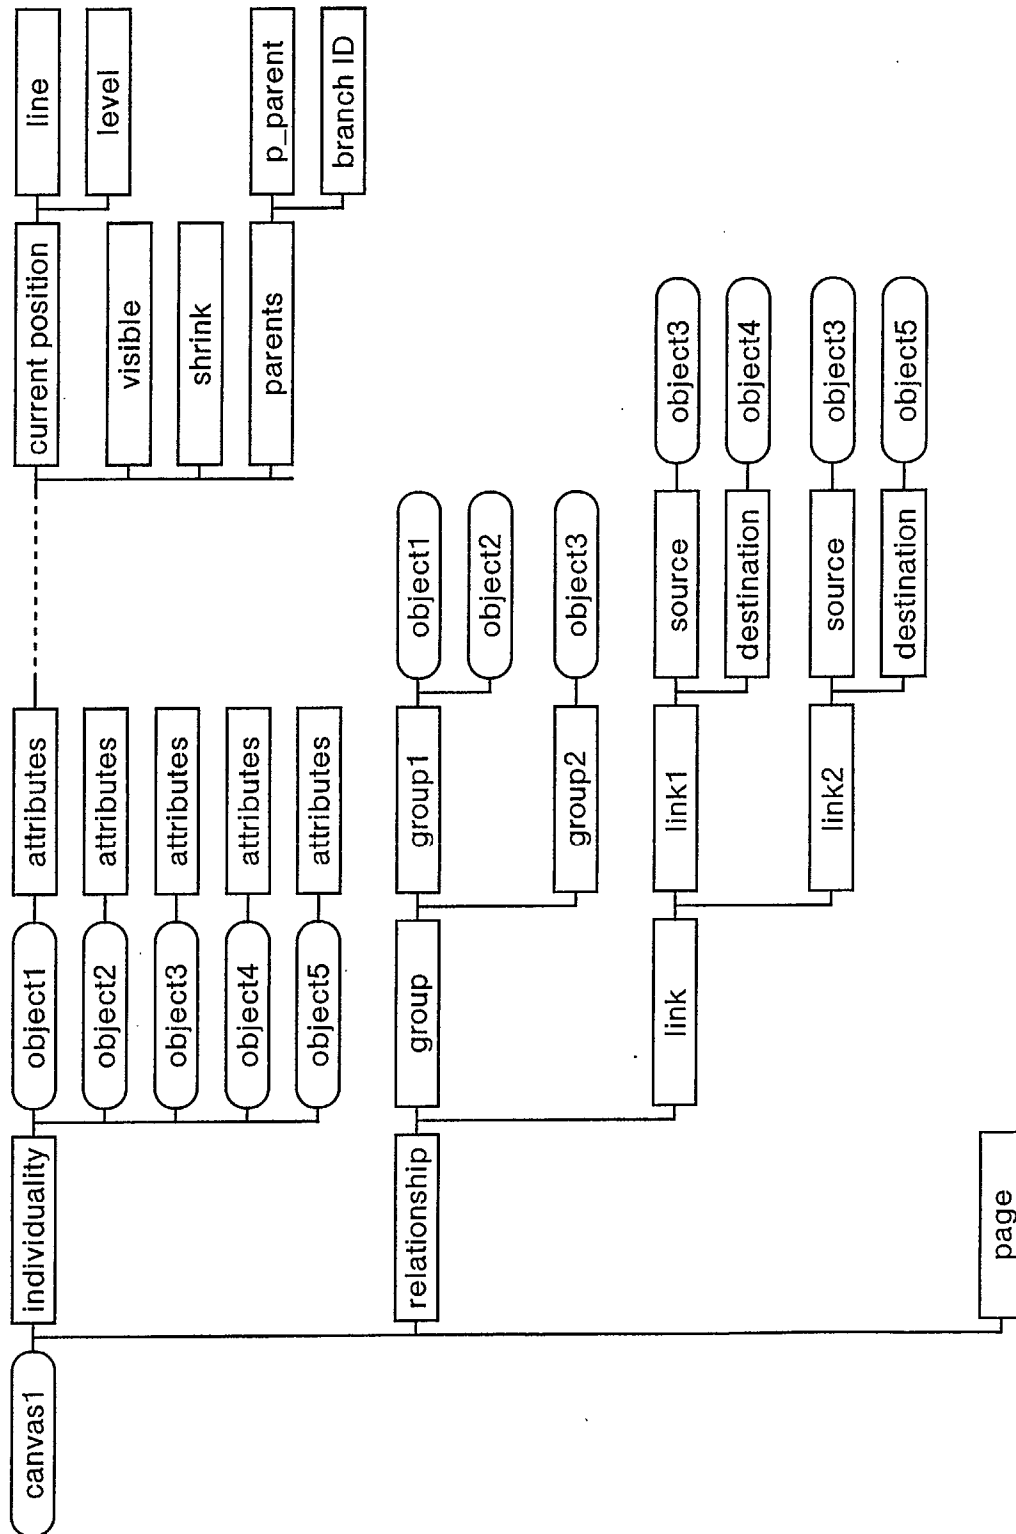 canvas1
individuality
object1
attributes
current position
line
level
visible
shrink
parents
p_parent
branch ID
object2
attributes
object3
attributes
object4
attributes
object5
attributes
relationship
group
group1
object1
object2
group2
object3
link
link1
source
object3
destination
object4
link2
source
object3
destination
object5
page